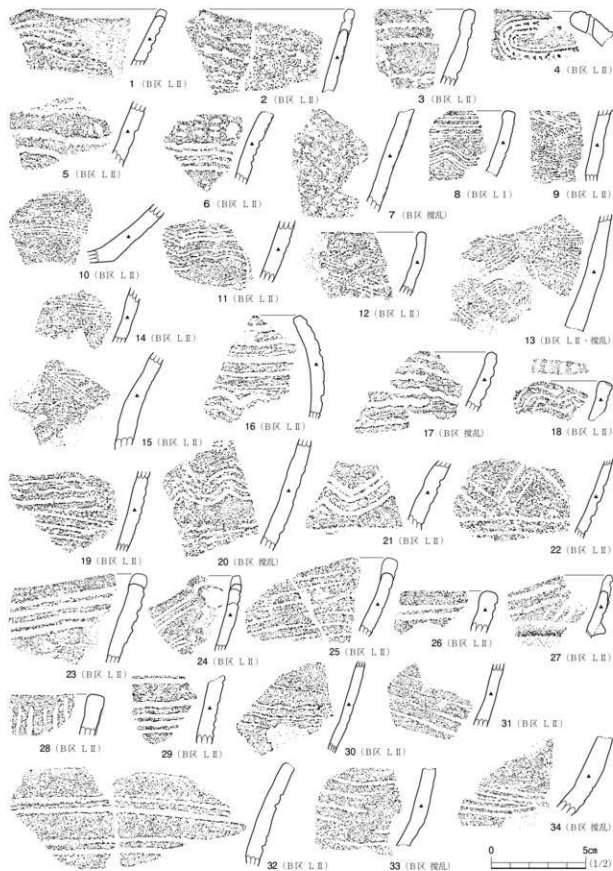 1 (B区 LⅡ)
2 (B区 LⅡ)
3 (B区 LⅡ)
4 (B区 LⅡ)
5 (B区 LⅡ)
6 (B区 LⅡ)
7 (B区 撹乱)
8 (B区 LⅠ)
9 (B区 LⅡ)
10 (B区 LⅡ)
11 (B区 LⅡ)
12 (B区 LⅡ)
13 (B区 LⅡ・撹乱)
14 (B区 LⅡ)
15 (B区 LⅡ)
16 (B区 LⅡ)
17 (B区 撹乱)
18 (B区 LⅡ)
19 (B区 LⅡ)
20 (B区 撹乱)
21 (B区 LⅡ)
22 (B区 LⅡ)
23 (B区 LⅡ)
24 (B区 LⅡ)
25 (B区 LⅡ)
26 (B区 LⅡ)
27 (B区 LⅡ)
28 (B区 LⅡ)
29 (B区 LⅡ)
30 (B区 LⅡ)
31 (B区 LⅡ)
32 (B区 LⅡ)
33 (B区 撹乱)
34 (B区 撹乱)
0 5cm
(1/2)